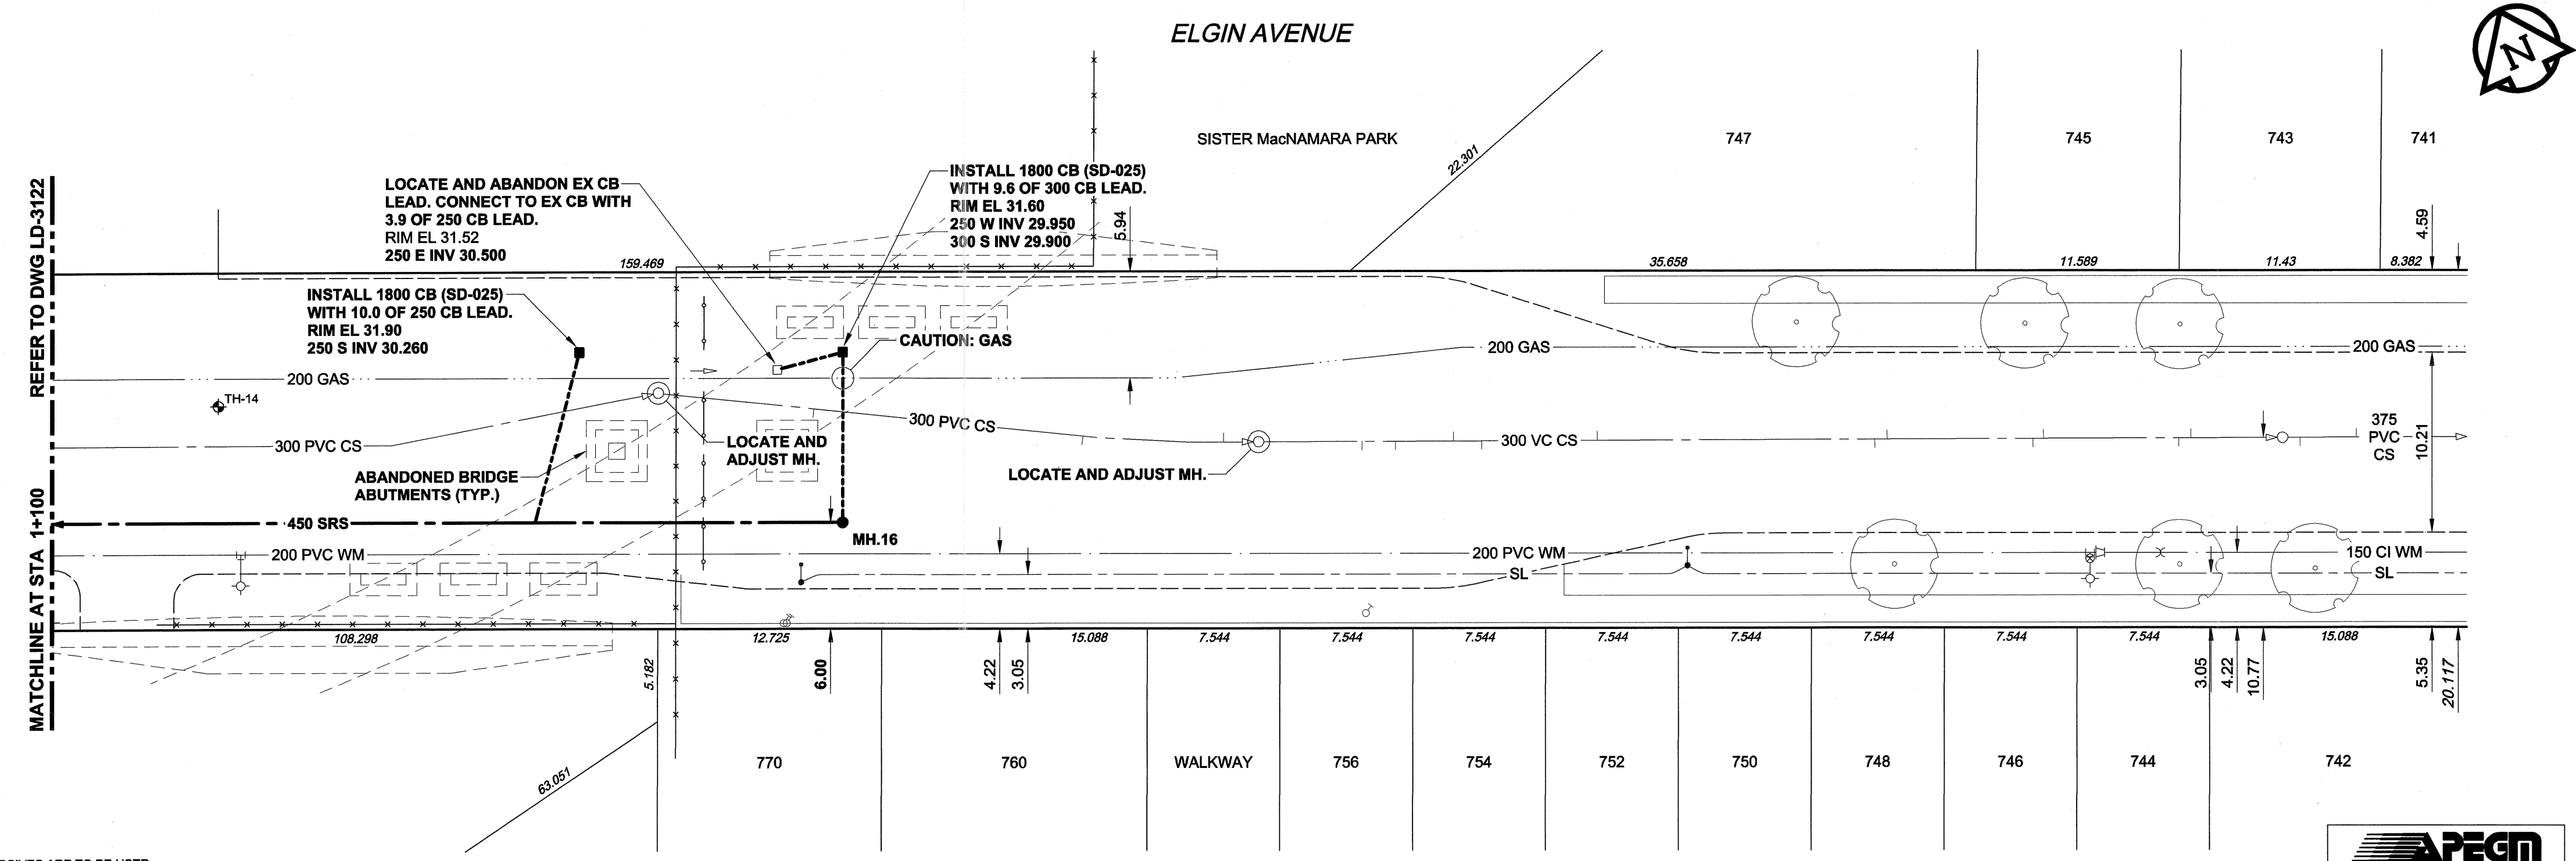 ELGIN AVENUE
N
SISTER MacNAMARA PARK
22.301
747
745
743
741
REFER TO DWG LD-3122
MATCHLINE AT STA 1+100
LOCATE AND ABANDON EX CB
LEAD. CONNECT TO EX CB WITH
3.9 OF 250 CB LEAD.
RIM EL 31.52
250 E INV 30.500
INSTALL 1800 CB (SD-025)
WITH 9.6 OF 300 CB LEAD.
RIM EL 31.60
250 W INV 29.950
300 S INV 29.900
5.94
4.59
159.469
35.658
11.589
11.43
8.382
INSTALL 1800 CB (SD-025)
WITH 10.0 OF 250 CB LEAD.
RIM EL 31.90
250 S INV 30.260
CAUTION: GAS
200 GAS
200 GAS
200 GAS
TH-14
300 PVC CS
300 PVC CS
300 VC CS
375
PVC
CS
10.21
LOCATE AND
ADJUST MH.
LOCATE AND ADJUST MH.
ABANDONED BRIDGE
ABUTMENTS (TYP.)
450 SRS
MH.16
200 PVC WM
200 PVC WM
150 CI WM
SL
SL
108.298
12.725
15.088
7.544
7.544
7.544
7.544
7.544
7.544
7.544
7.544
15.088
5.182
6.00
4.22
3.05
3.05
4.22
10.77
5.35
20.117
63.051
770
760
WALKWAY
756
754
752
750
748
746
744
742
APEGM